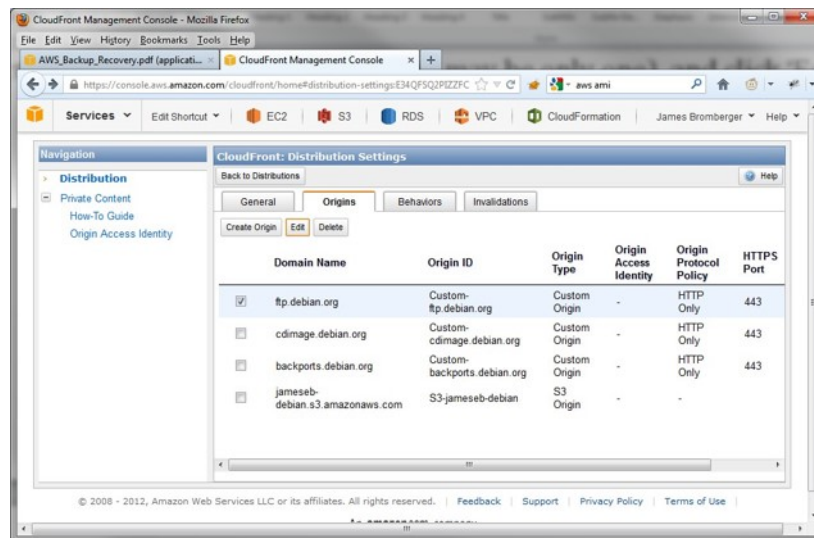 CloudFront Management Console - Mozilla Firefox
File Edit View History Bookmarks Tools Help
AWS_Backup_Recovery.pdf (applicati... × CloudFront Management Console × +
https://console.aws.amazon.com/cloudfront/home#distribution-settings:E34QFSQ2PIZZFC aws ami
Services Edit Shortcut EC2 S3 RDS VPC CloudFormation James Bromberger Help
Navigation
Distribution
Private Content
How-To Guide
Origin Access Identity
CloudFront: Distribution Settings
Back to Distributions Help
General Origins Behaviors Invalidations
Create Origin Edit Delete
Domain Name Origin ID Origin Type Origin Access Identity Origin Protocol Policy HTTPS Port
ftp.debian.org Custom-ftp.debian.org Custom Origin - HTTP Only 443
cdimage.debian.org Custom-cdimage.debian.org Custom Origin - HTTP Only 443
backports.debian.org Custom-backports.debian.org Custom Origin - HTTP Only 443
jameseb-debian.s3.amazonaws.com S3-jameseb-debian S3 Origin - -
© 2008 - 2012, Amazon Web Services LLC or its affiliates. All rights reserved. | Feedback | Support | Privacy Policy | Terms of Use |